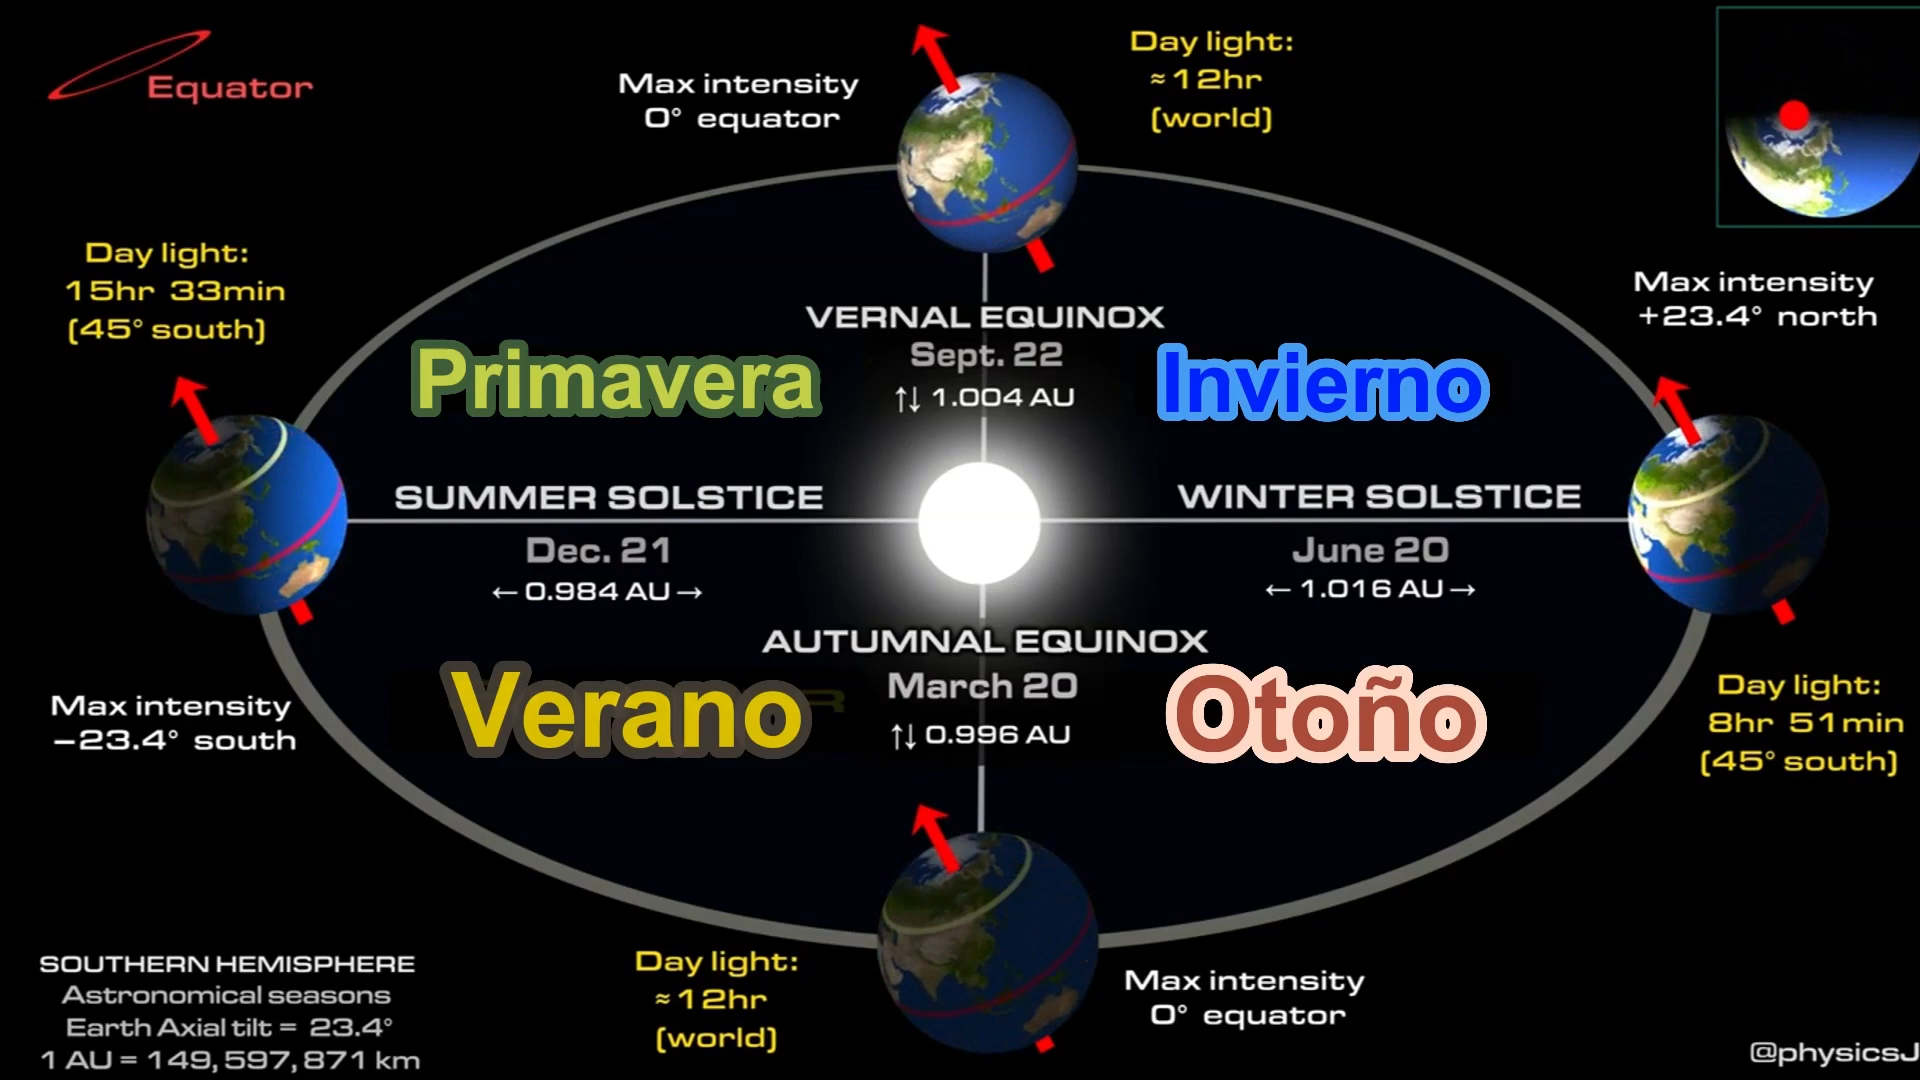 Equator
Max intensity
0° equator
Day light:
≈12hr
(world)
Day light:
15hr 33min
(45° south)
Max intensity
+23.4° north
VERNAL EQUINOX
Sept. 22
↑↓ 1.004 AU
Primavera
Invierno
SUMMER SOLSTICE
Dec. 21
← 0.984 AU →
WINTER SOLSTICE
June 20
← 1.016 AU →
AUTUMNAL EQUINOX
March 20
↑↓ 0.996 AU
Verano
Otoño
Max intensity
−23.4° south
Day light:
8hr 51min
(45° south)
SOUTHERN HEMISPHERE
Astronomical seasons
Earth Axial tilt = 23.4°
1 AU = 149,597,871 km
Day light:
≈12hr
(world)
Max intensity
0° equator
@physicsJ